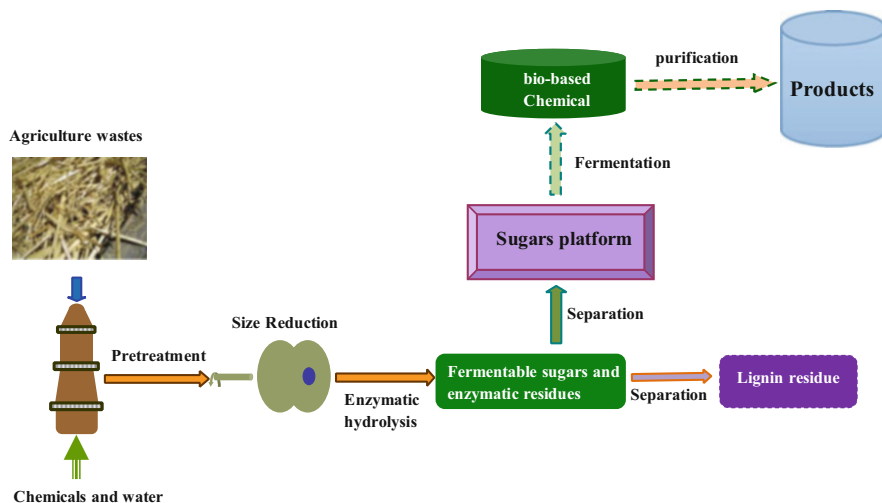 Agriculture wastes
Chemicals and water
Pretreatment
Size Reduction
Enzymatic
hydrolysis
Fermentable sugars and
enzymatic residues
Separation
Lignin residue
Separation
Sugars platform
Fermentation
bio-based
Chemical
purification
Products